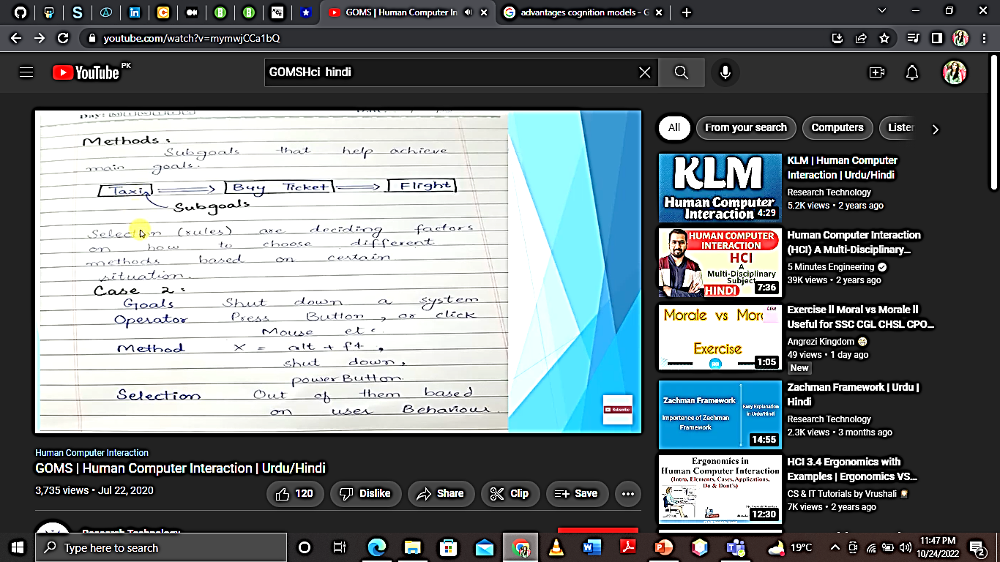 GOMS | Human Computer In
advantages cognition models - G
youtube.com/watch?v=mymwjCCa1bQ
YouTube PK
GOMSHci hindi
Methods:
Subgoals that help achieve
main goals.
Taxi Buy Ticket Flight
Subgoals
Selection (rules) are deciding factors
on how to choose different
methods based on certain
situation.
Case 2:
Goals Shut down a system
Operator Press Button, or click
Mouse etc
Method X = alt + f4,
shut down,
powerButton.
Selection Out of them based
on uses Behaviour
Subscribe
Human Computer Interaction
GOMS | Human Computer Interaction | Urdu/Hindi
3,735 views • Jul 22, 2020
120
Dislike
Share
Clip
Save
Research Technology
All
From your search
Computers
Lister
KLM
Human Computer
Interaction
4:29
KLM | Human Computer
Interaction | Urdu/Hindi
Research Technology
5.2K views • 2 years ago
HUMAN COMPUTER
INTERACTION
HCI
A
Multi-Disciplinary
Subject
HINDI
7:36
Human Computer Interaction
(HCI) A Multi-Disciplinary...
5 Minutes Engineering
39K views • 2 years ago
Morale vs Mor
Like
Exercise
1:05
Exercise ll Moral vs Morale ll
Useful for SSC CGL CHSL CPO...
Angrezi Kingdom
49 views • 1 day ago
New
Zachman Framework
Importance of Zachman
Framework
Easy Explanation
in Urdu/Hindi
14:55
Zachman Framework | Urdu |
Hindi
Research Technology
2.3K views • 3 months ago
Ergonomics in
Human Computer Interaction
(Intro, Elements, Cases, Applications,
Do & Dont's)
12:30
HCI 3.4 Ergonomics with
Examples | Ergonomics VS...
CS & IT Tutorials by Vrushali
7K views • 2 years ago
Type here to search
19°C
11:47 PM
10/24/2022
2